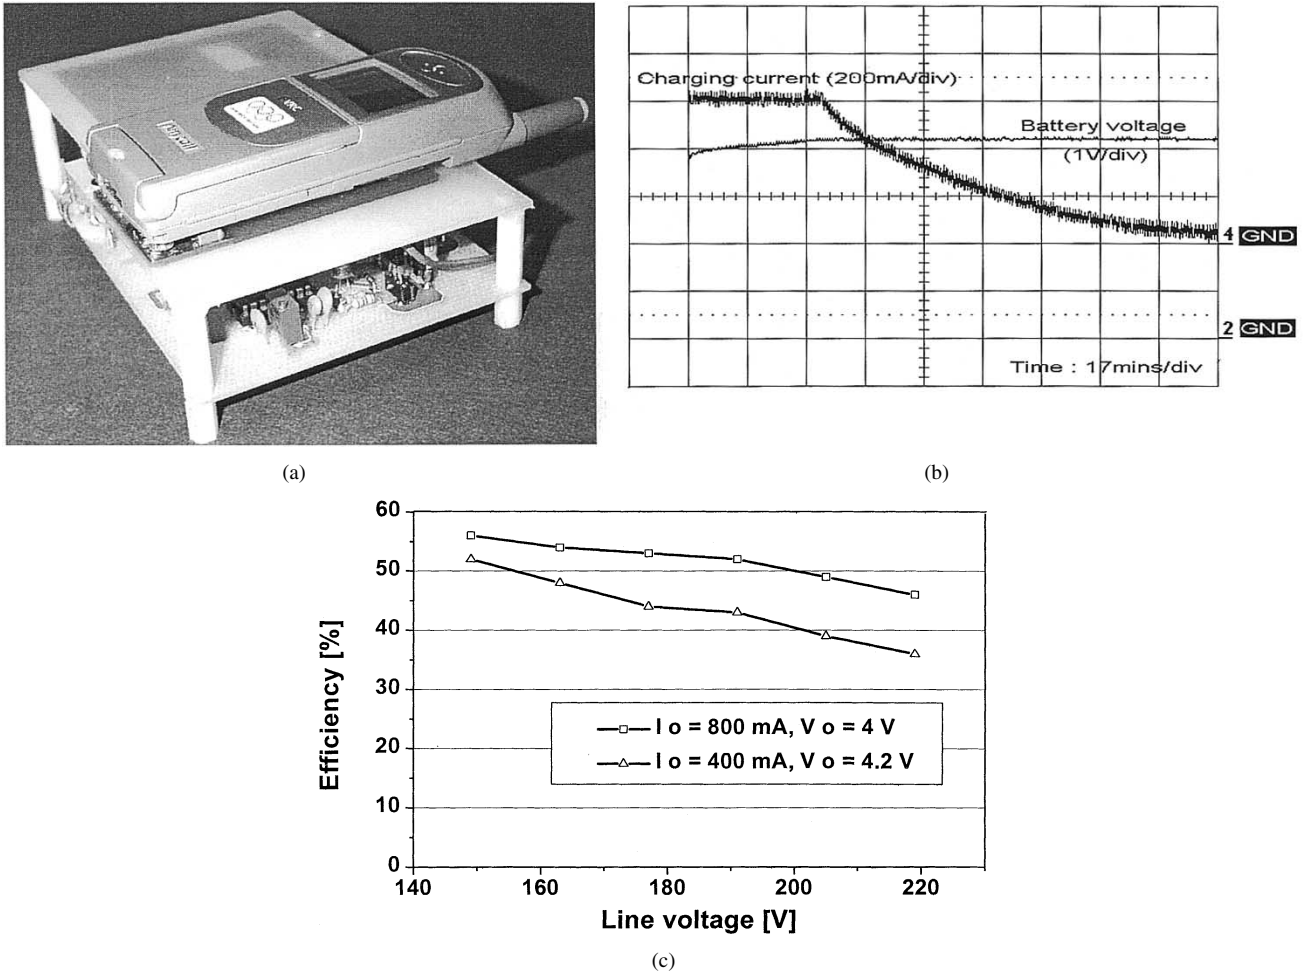 VRC
(a)
Charging current (200mA/div)
Battery voltage
(1V/div)
4 GND
2 GND
Time : 17mins/div
(b)
60
50
40
30
20
10
0
140 160 180 200 220
Efficiency [%]
I o = 800 mA, V o = 4 V
I o = 400 mA, V o = 4.2 V
Line voltage [V]
(c)